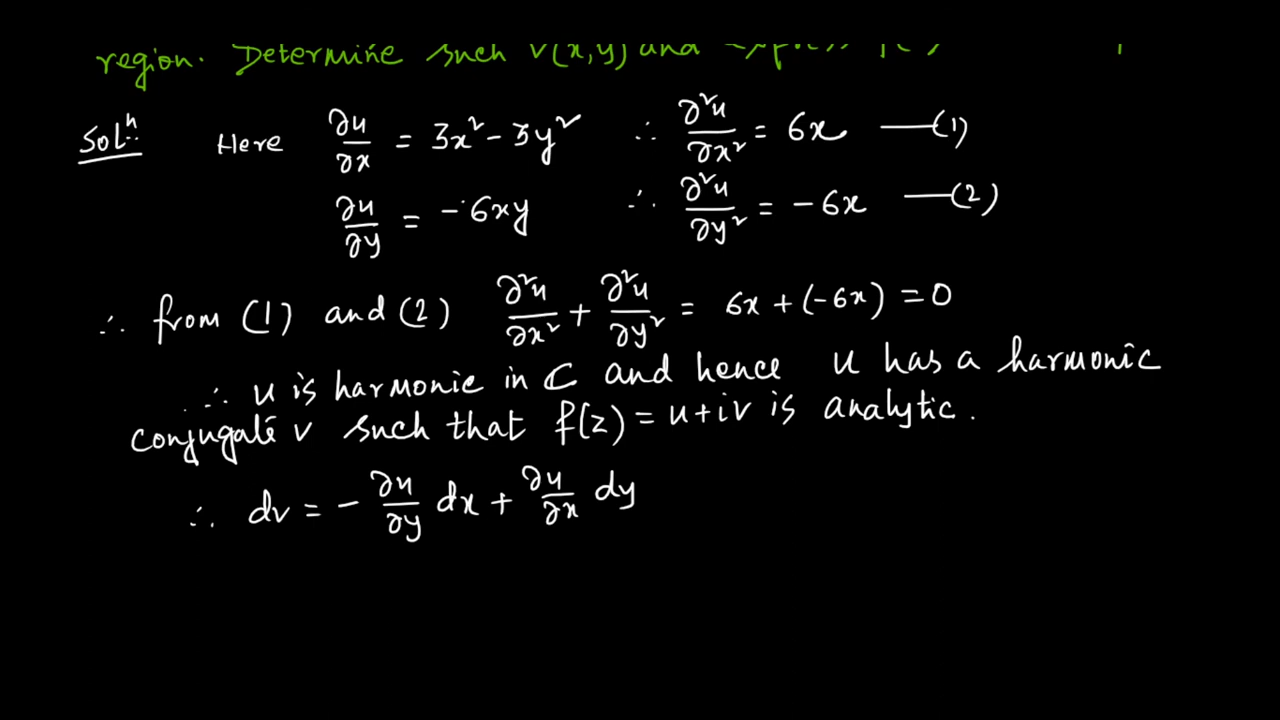 region. Determine such v(x,y) and
Solⁿ: Here ∂u/∂x = 3x² - 3y² ∴ ∂²u/∂x² = 6x —(1)
∂u/∂y = -6xy ∴ ∂²u/∂y² = -6x —(2)
∴ from (1) and (2) ∂²u/∂x² + ∂²u/∂y² = 6x + (-6x) = 0
∴ u is harmonic in C and hence u has a harmonic
conjugate v such that f(z) = u+iv is analytic.
∴ dv = - ∂u/∂y dx + ∂u/∂x dy